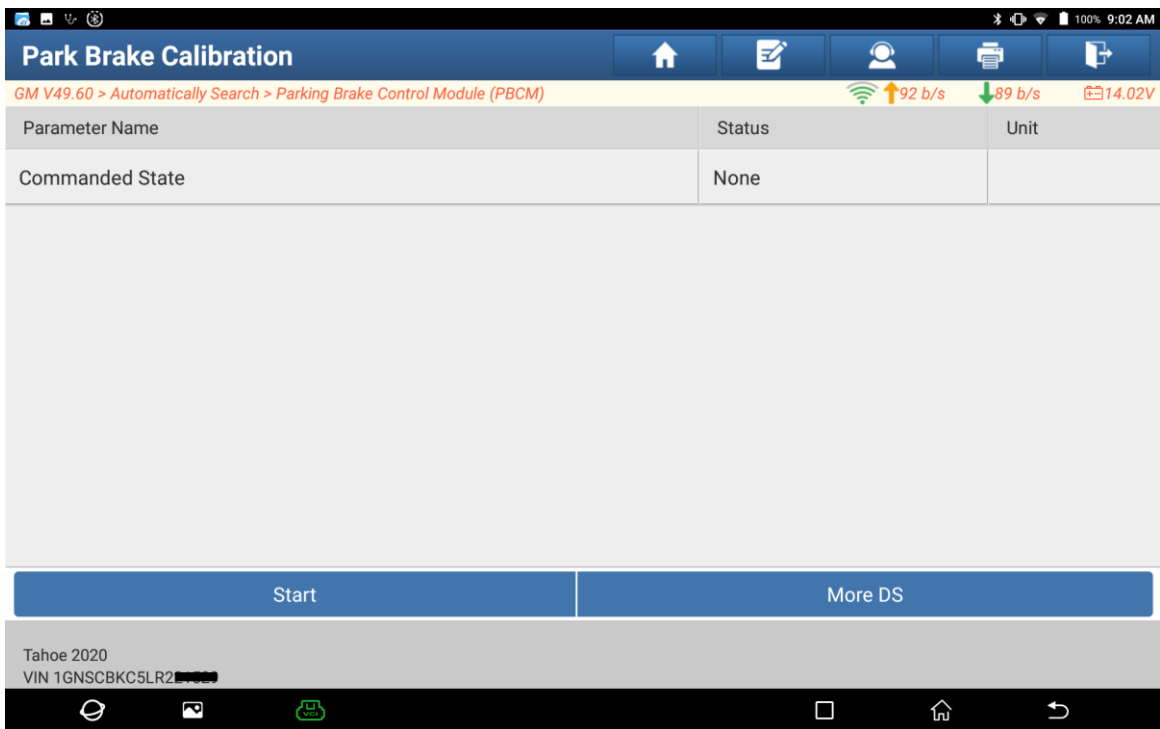 100% 9:02 AM
Park Brake Calibration
GM V49.60 > Automatically Search > Parking Brake Control Module (PBCM) 92 b/s 89 b/s 14.02V
Parameter Name Status Unit
Commanded State None
Start More DS
Tahoe 2020
VIN 1GNSCBKC5LR2
VCI